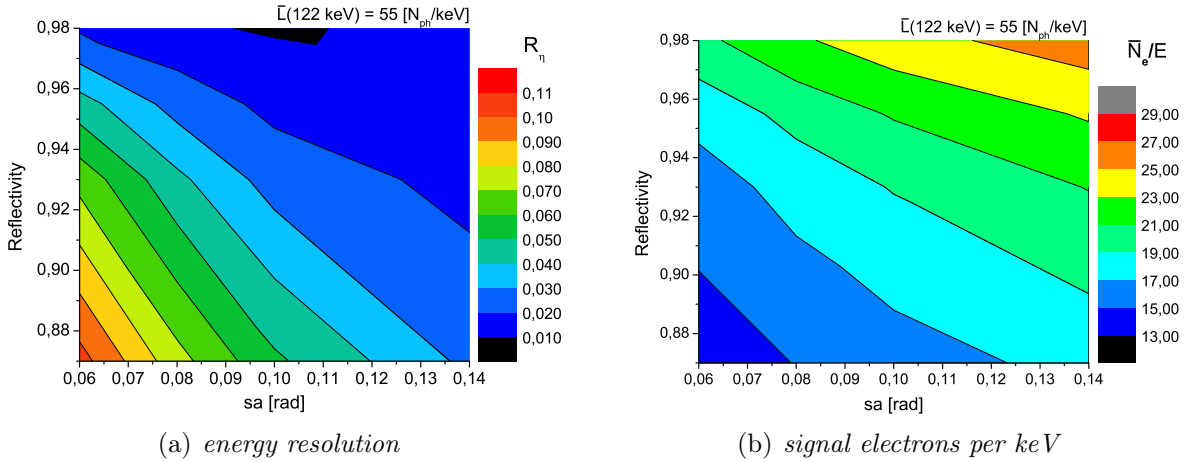 L̄(122 keV) = 55 [N_ph/keV]
R_η
0,98
0,96
0,94
0,92
0,90
0,88
Reflectivity
0,11
0,10
0,090
0,080
0,070
0,060
0,050
0,040
0,030
0,020
0,010
0,06 0,07 0,08 0,09 0,10 0,11 0,12 0,13 0,14
sa [rad]
(a) energy resolution
L̄(122 keV) = 55 [N_ph/keV]
N̄_e/E
0,98
0,96
0,94
0,92
0,90
0,88
Reflectivity
29,00
27,00
25,00
23,00
21,00
19,00
17,00
15,00
13,00
0,06 0,07 0,08 0,09 0,10 0,11 0,12 0,13 0,14
sa [rad]
(b) signal electrons per keV